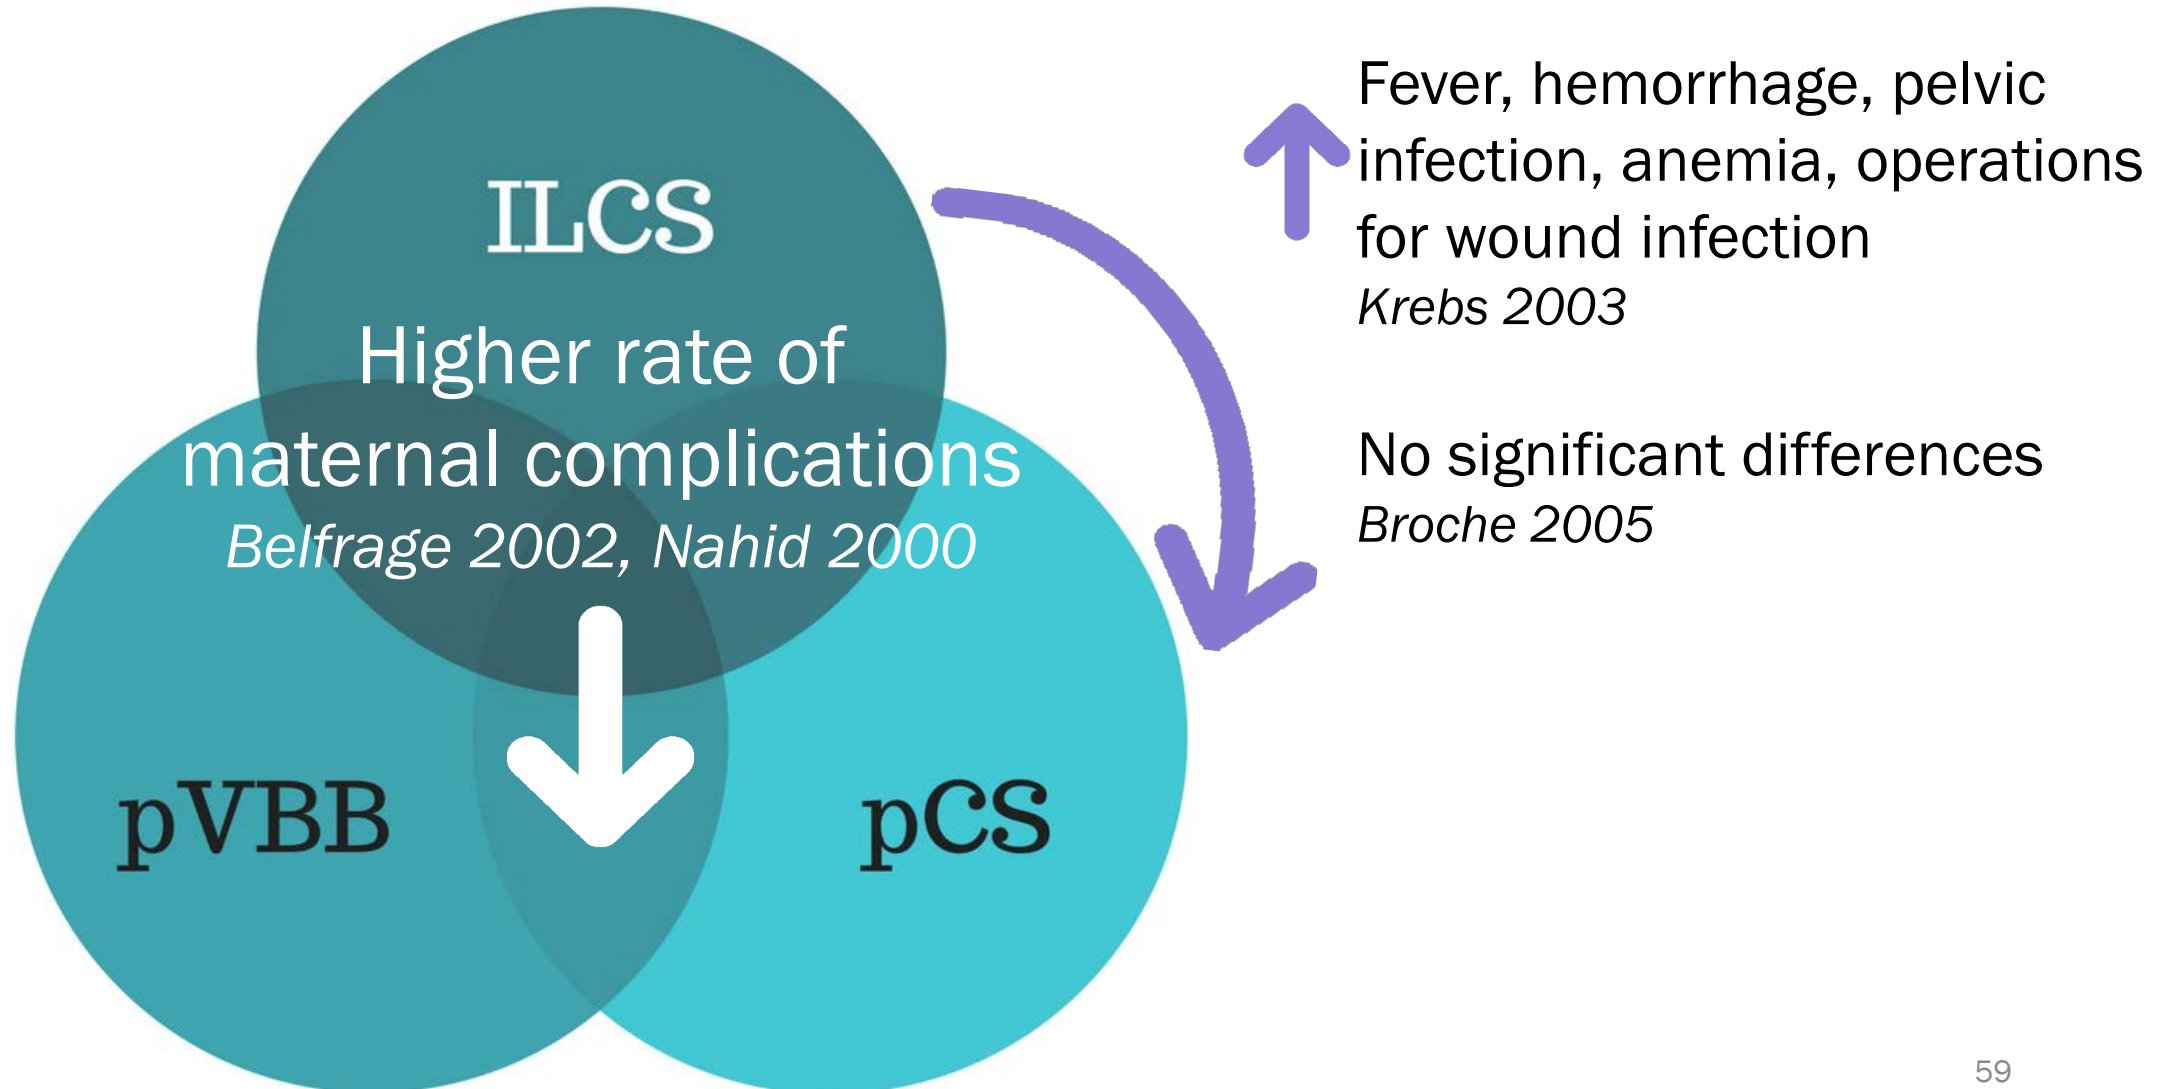 ILCS
Higher rate of
maternal complications
Belfrage 2002, Nahid 2000
pVBB
pCS
Fever, hemorrhage, pelvic
infection, anemia, operations
for wound infection
Krebs 2003
No significant differences
Broche 2005
59